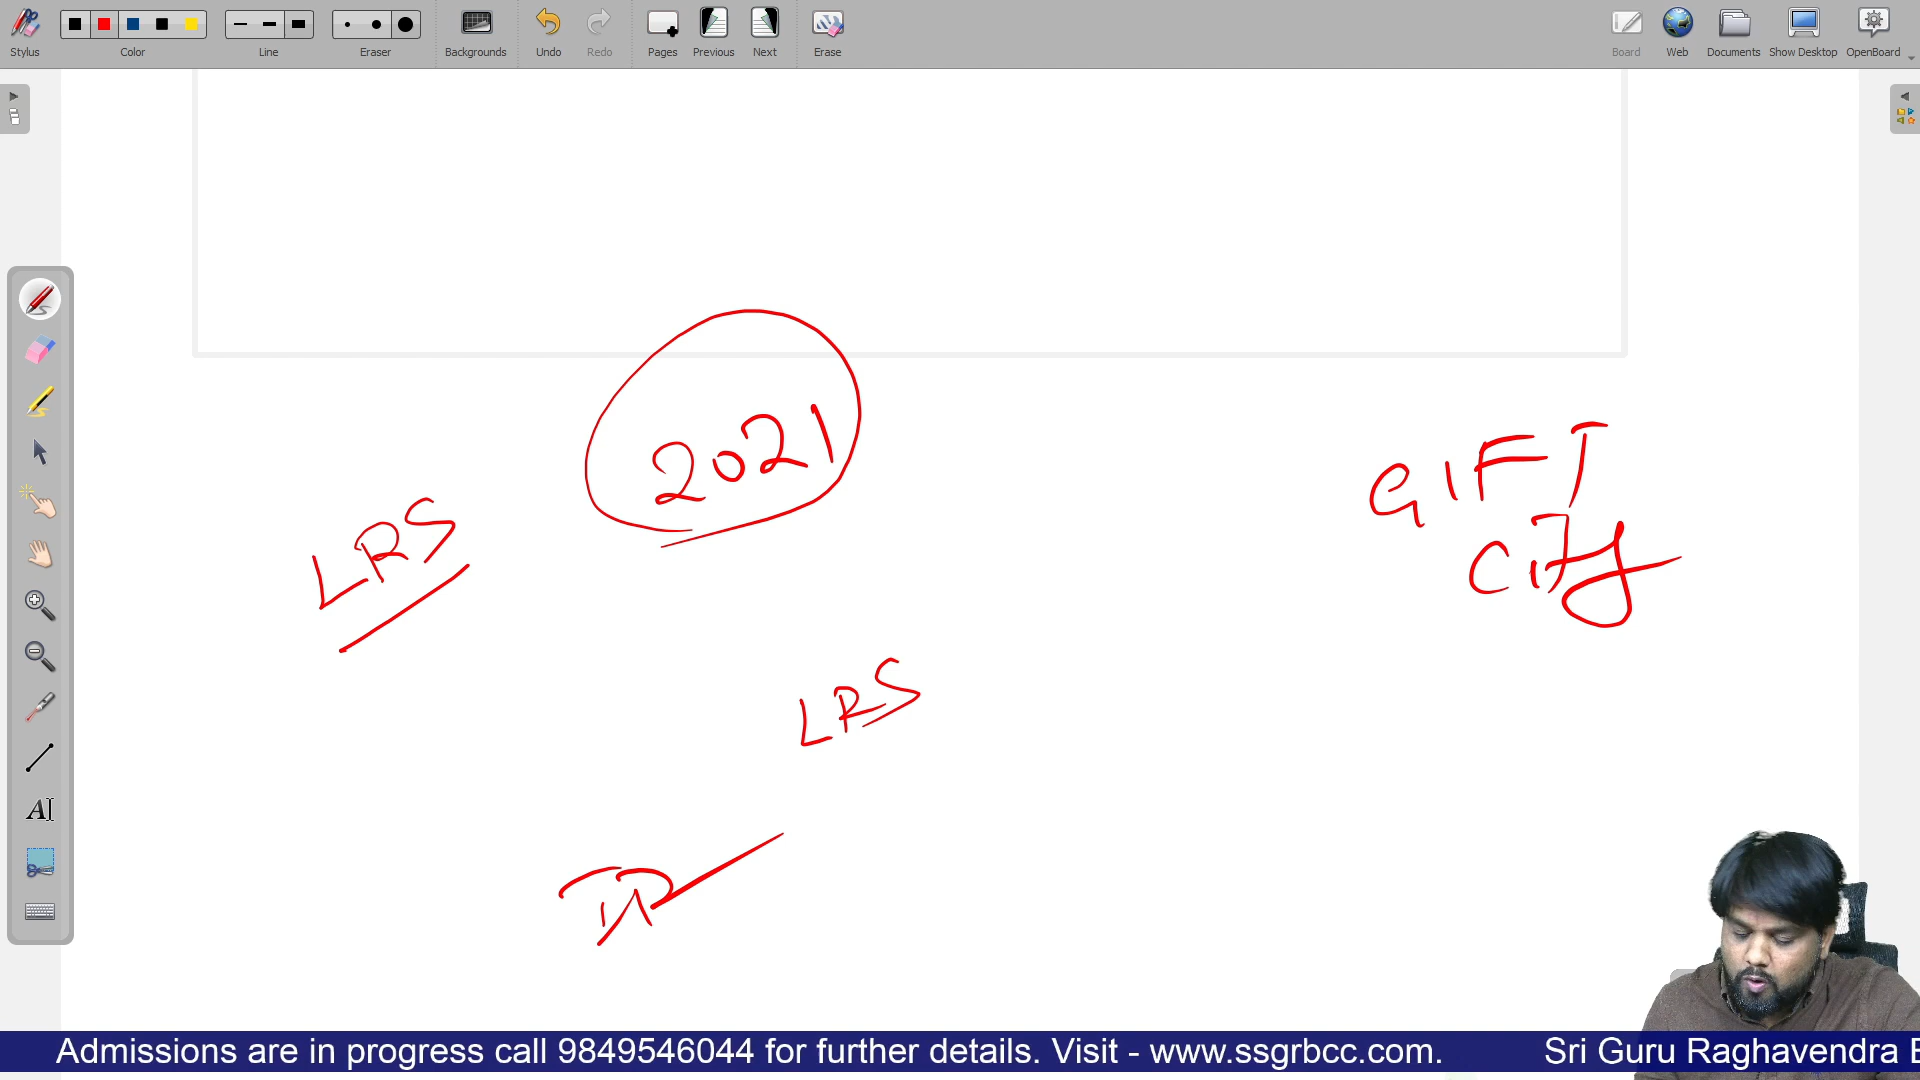 Stylus
Color
Line
Eraser
Backgrounds
Undo
Redo
Pages
Previous
Next
Erase
Board
Web
Documents
Show Desktop
OpenBoard
2021
LRS
GIFT
City
LRS
AI
Admissions are in progress call 9849546044 for further details. Visit - www.ssgrbcc.com.
Sri Guru Raghavendra